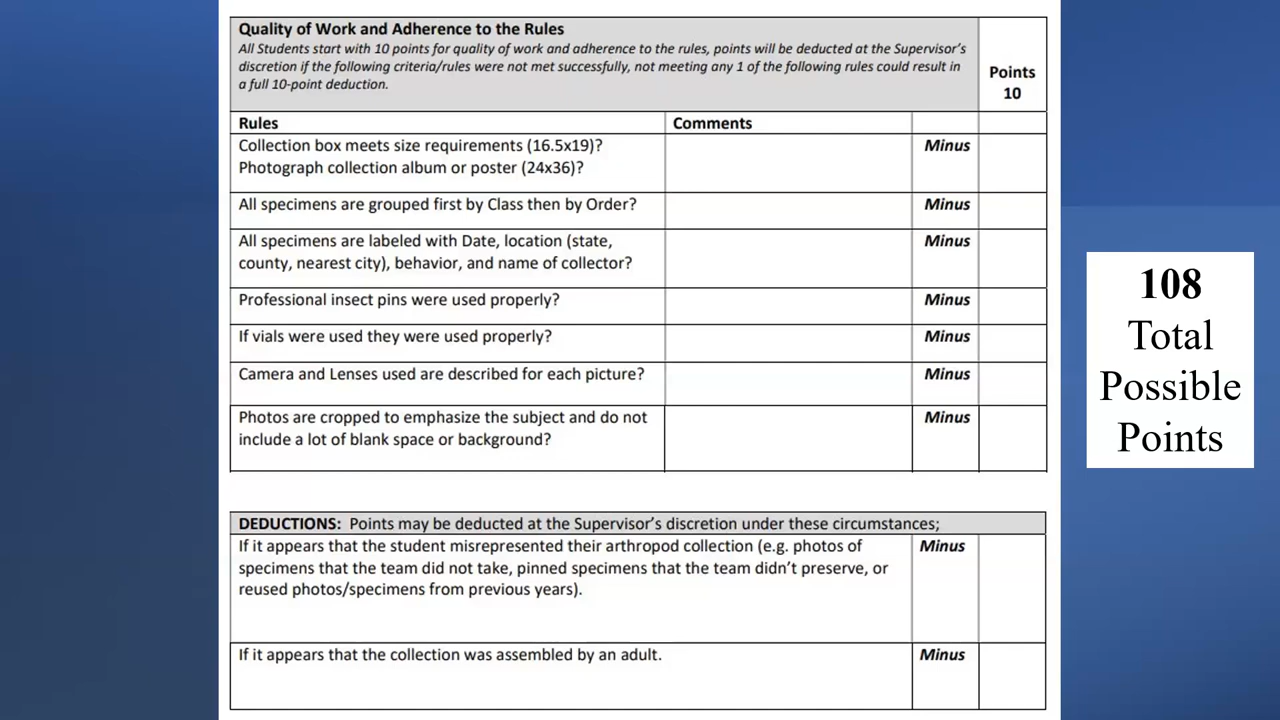 Quality of Work and Adherence to the Rules
All Students start with 10 points for quality of work and adherence to the rules, points will be deducted at the Supervisor's
discretion if the following criteria/rules were not met successfully, not meeting any 1 of the following rules could result in
a full 10-point deduction.
Points
10
Rules
Comments
Collection box meets size requirements (16.5x19)?
Photograph collection album or poster (24x36)?
Minus
All specimens are grouped first by Class then by Order?
Minus
All specimens are labeled with Date, location (state,
county, nearest city), behavior, and name of collector?
Minus
Professional insect pins were used properly?
Minus
If vials were used they were used properly?
Minus
Camera and Lenses used are described for each picture?
Minus
Photos are cropped to emphasize the subject and do not
include a lot of blank space or background?
Minus
DEDUCTIONS: Points may be deducted at the Supervisor's discretion under these circumstances;
If it appears that the student misrepresented their arthropod collection (e.g. photos of
specimens that the team did not take, pinned specimens that the team didn't preserve, or
reused photos/specimens from previous years).
Minus
If it appears that the collection was assembled by an adult.
Minus
108
Total
Possible
Points